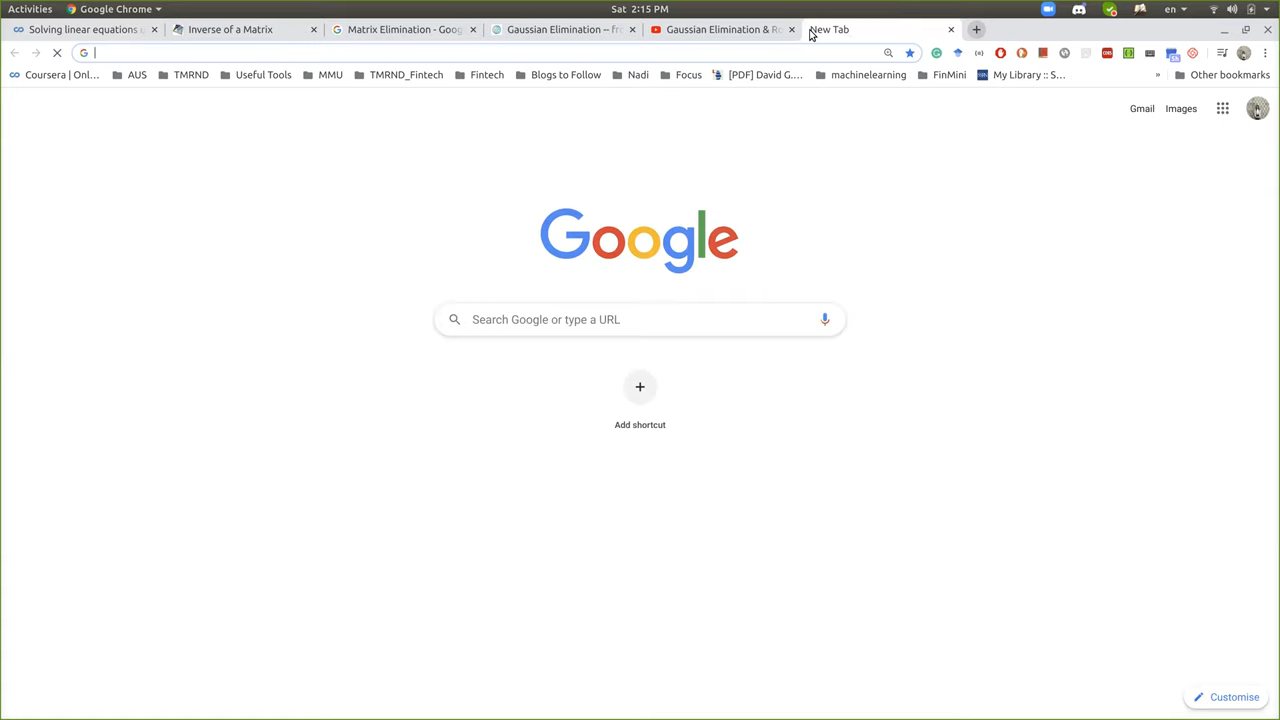 Activities Google Chrome Sat 2:15 PM en
Solving linear equations u Inverse of a Matrix Matrix Elimination - Goog Gaussian Elimination -- fro Gaussian Elimination & Ro New Tab
Coursera | Onl... AUS TMRND Useful Tools MMU TMRND_Fintech Fintech Blogs to Follow Nadi Focus [PDF] David G.... machinelearning FinMini My Library :: S... » Other bookmarks
Gmail Images
Google
Search Google or type a URL
Add shortcut
Customise